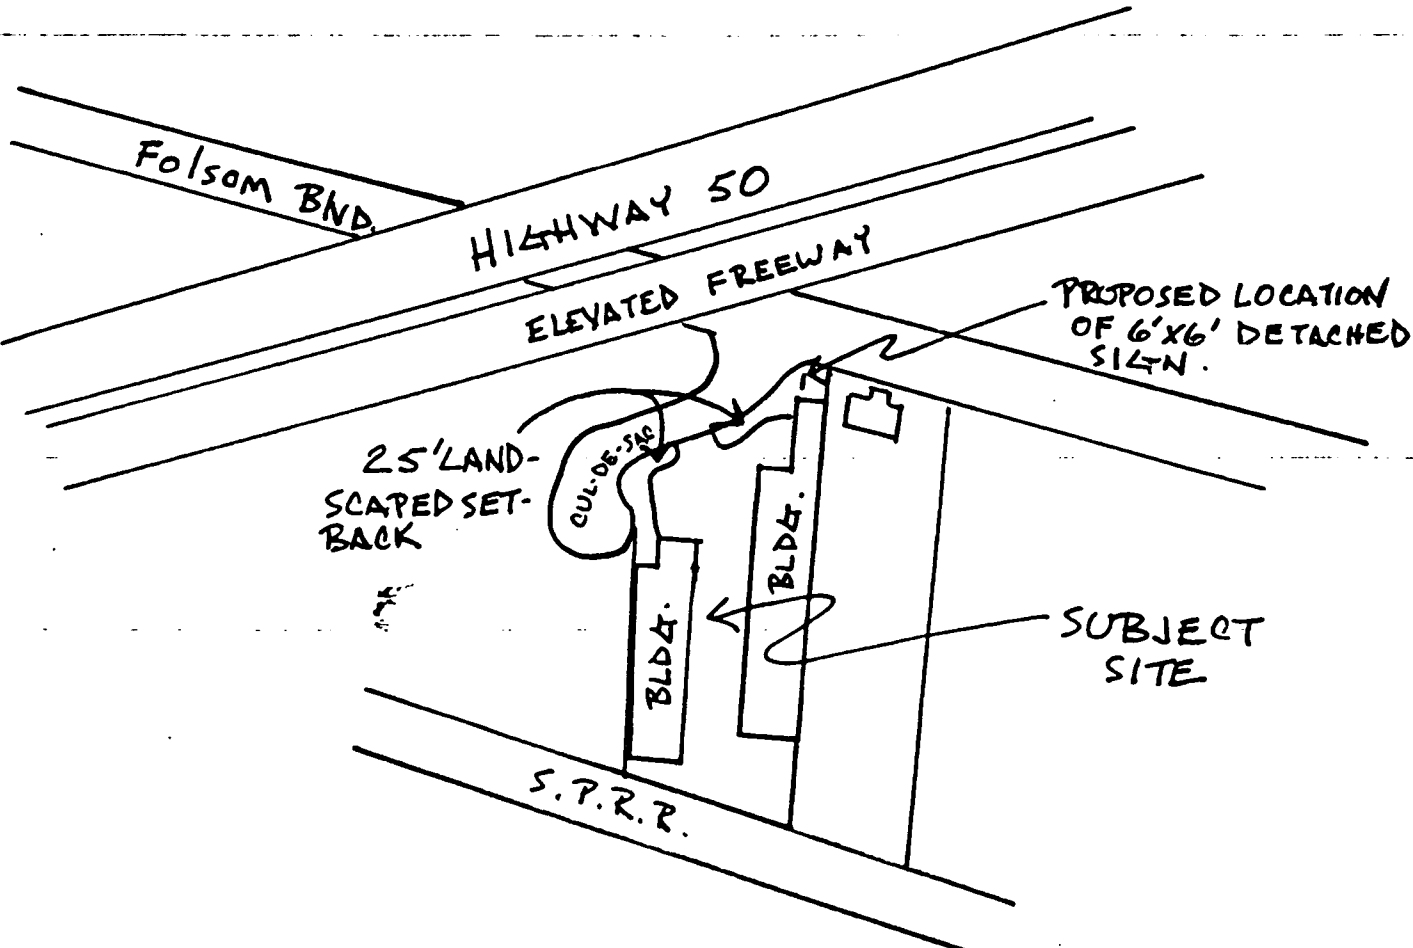 Folsom BLVD.
HIGHWAY 50
ELEVATED FREEWAY
PROPOSED LOCATION
OF 6'X6' DETACHED
SIGN.
25' LAND-
SCAPED SET-
BACK
CUL-DE-SAC
BLDG.
BLDG.
SUBJECT
SITE
S.P.R.R.